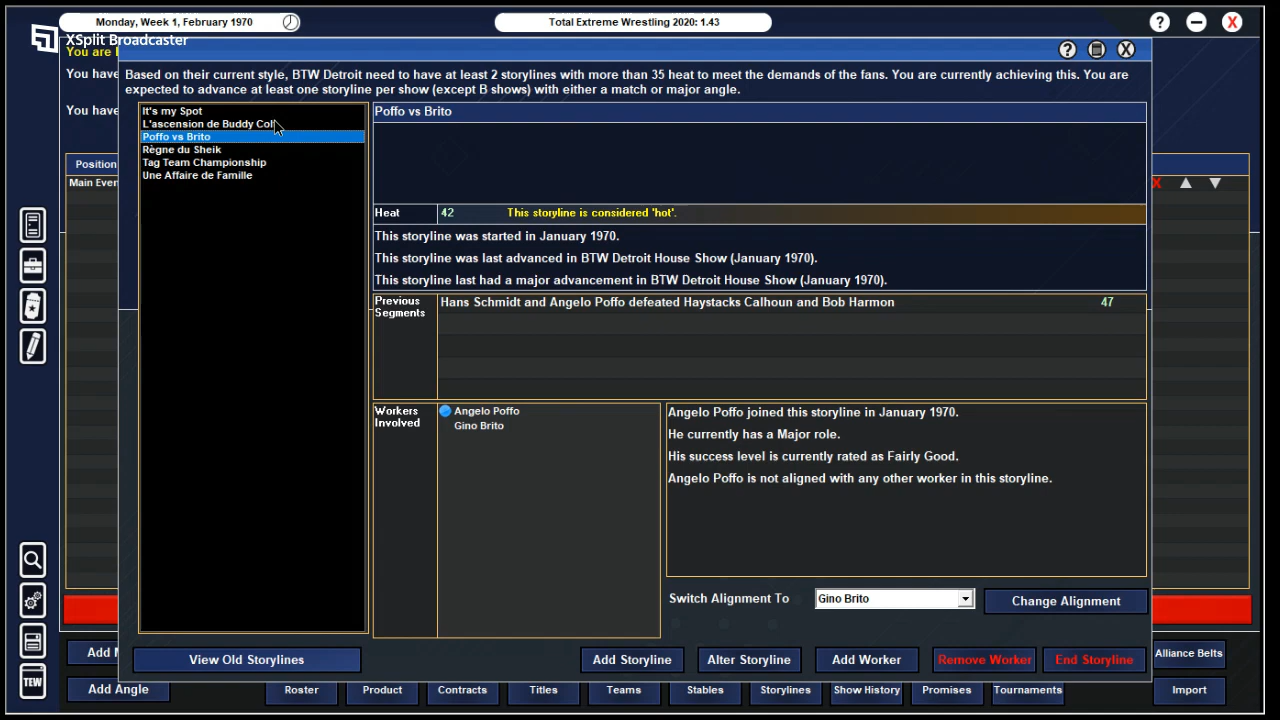 Monday, Week 1, February 1970
Total Extreme Wrestling 2020: 1.43
? X
XSplit Broadcaster
You are
You have
You have
? X
Based on their current style, BTW Detroit need to have at least 2 storylines with more than 35 heat to meet the demands of the fans. You are currently achieving this. You are
expected to advance at least one storyline per show (except B shows) with either a match or major angle.
It's my Spot
L'ascension de Buddy Col
Poffo vs Brito
Règne du Sheik
Tag Team Championship
Une Affaire de Famille
Poffo vs Brito
Position
Main Even
X
Heat 42 This storyline is considered 'hot'.
This storyline was started in January 1970.
This storyline was last advanced in BTW Detroit House Show (January 1970).
This storyline last had a major advancement in BTW Detroit House Show (January 1970).
Previous
Segments
Hans Schmidt and Angelo Poffo defeated Haystacks Calhoun and Bob Harmon 47
Workers
Involved
Angelo Poffo
Gino Brito
Angelo Poffo joined this storyline in January 1970.
He currently has a Major role.
His success level is currently rated as Fairly Good.
Angelo Poffo is not aligned with any other worker in this storyline.
Switch Alignment To Gino Brito Change Alignment
View Old Storylines Add Storyline Alter Storyline Add Worker Remove Worker End Storyline
Add M
Alliance Belts
Add Angle Roster Product Contracts Titles Teams Stables Storylines Show History Promises Tournaments Import
TEW